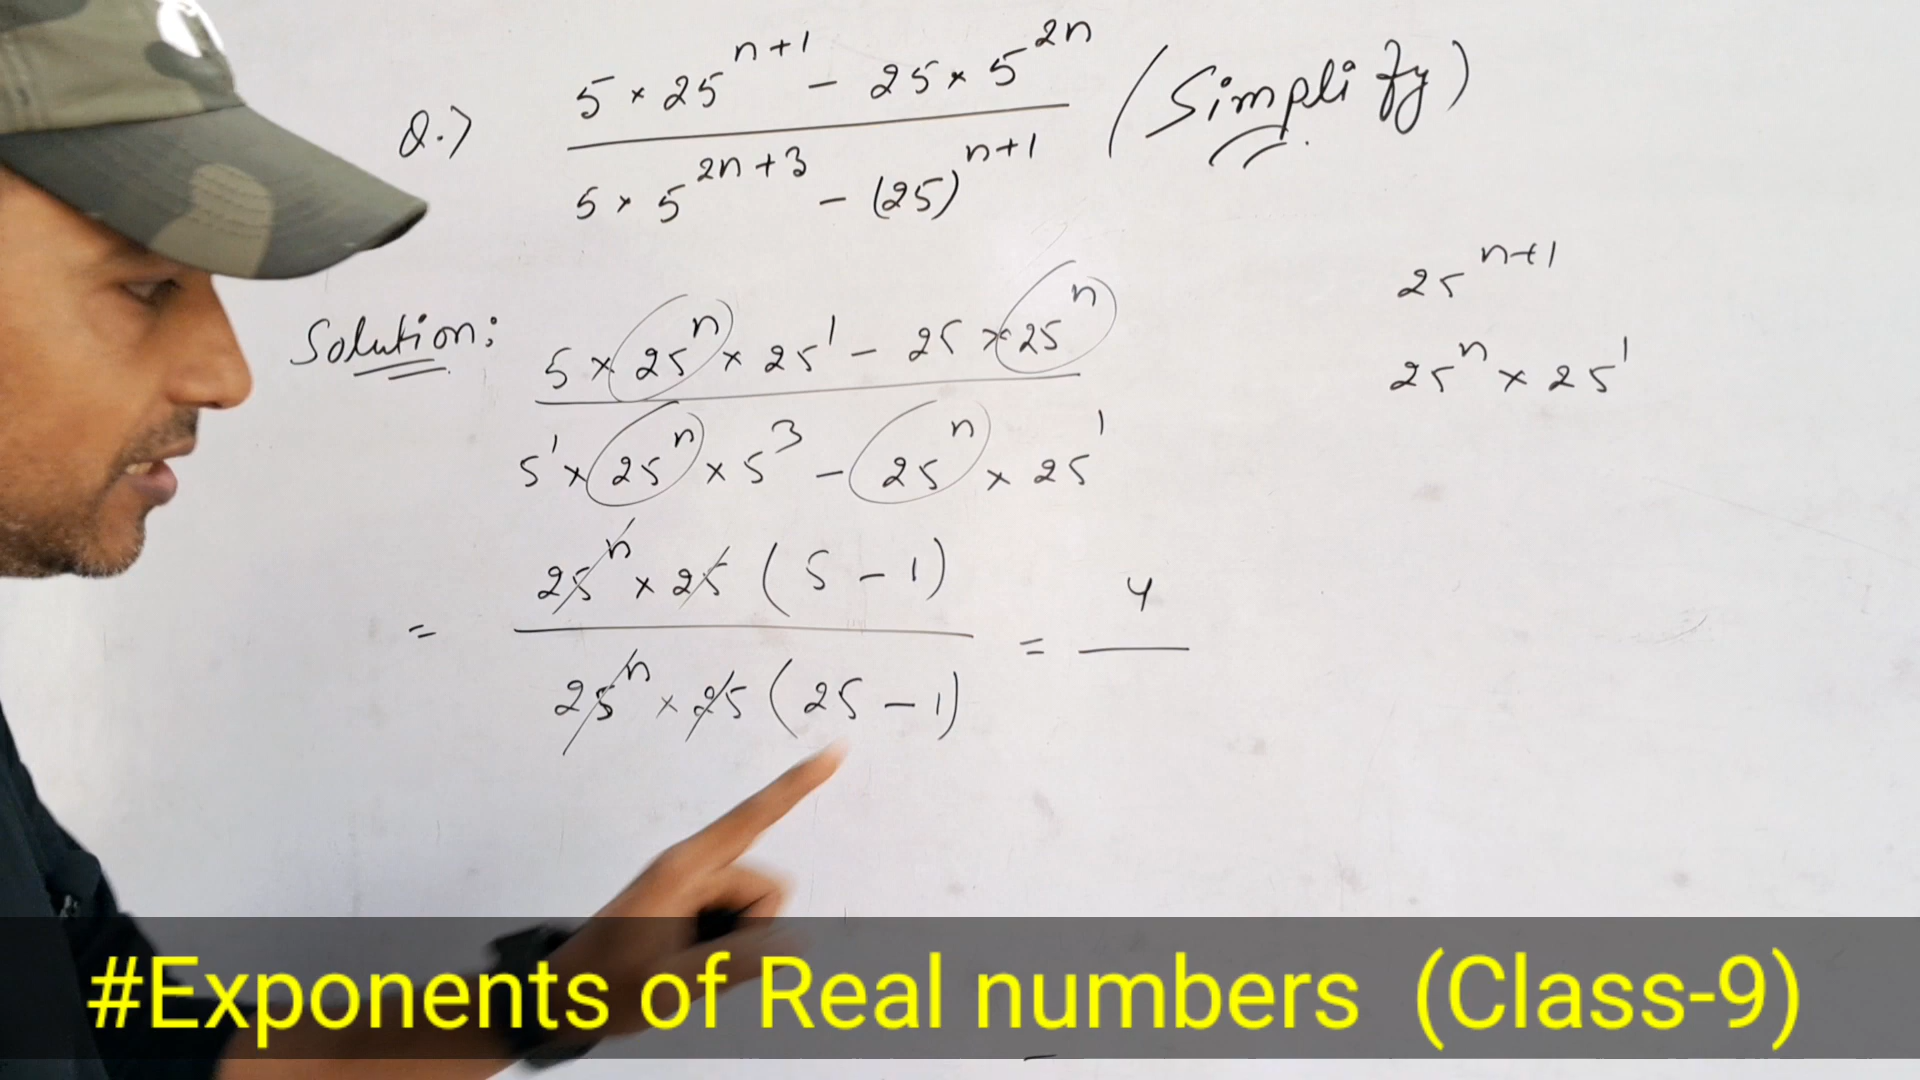 Q.) 5 × 25^(n+1) − 25 × 5^(2n) / 5 × 5^(2n+3) − (25)^(n+1) (Simplify)
25^(n+1)
25^n × 25^1
Solution: 5 × 25^n × 25^1 − 25 × 25^n / 5^1 × 25^n × 5^3 − 25^n × 25^1
= 25^n × 25 (5 − 1) / 25^n × 25 (25 − 1) = 4 /
#Exponents of Real numbers (Class-9)